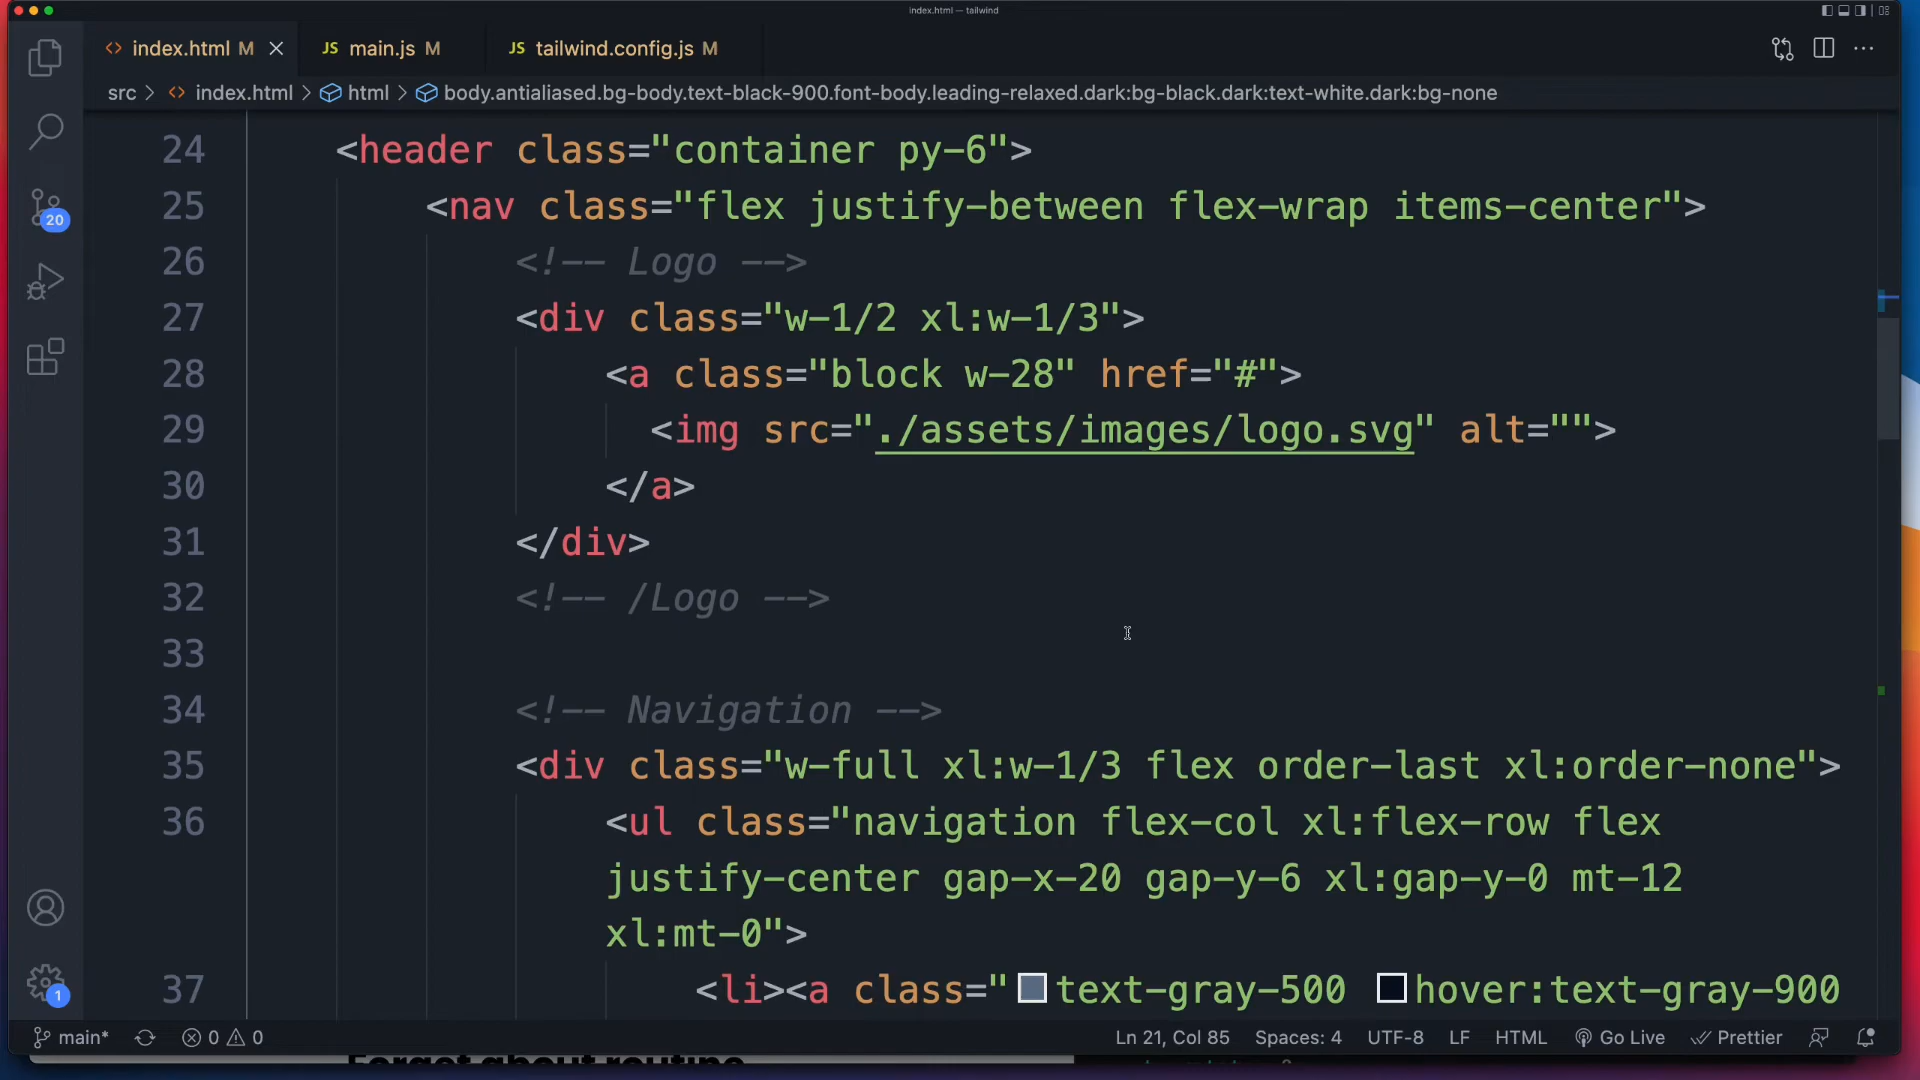 index.html — tailwind
index.html M
JS main.js M
JS tailwind.config.js M
src > index.html > html > body.antialiased.bg-body.text-black-900.font-body.leading-relaxed.dark:bg-black.dark:text-white.dark:bg-none
24 <header class="container py-6">
25 <nav class="flex justify-between flex-wrap items-center">
26 <!-- Logo -->
27 <div class="w-1/2 xl:w-1/3">
28 <a class="block w-28" href="#">
29 <img src="./assets/images/logo.svg" alt="">
30 </a>
31 </div>
32 <!-- /Logo -->
33
34 <!-- Navigation -->
35 <div class="w-full xl:w-1/3 flex order-last xl:order-none">
36 <ul class="navigation flex-col xl:flex-row flex
justify-center gap-x-20 gap-y-6 xl:gap-y-0 mt-12
xl:mt-0">
37 <li><a class="text-gray-500 hover:text-gray-900
20
1
main* 0 0 Ln 21, Col 85 Spaces: 4 UTF-8 LF HTML Go Live Prettier
Forget about routine